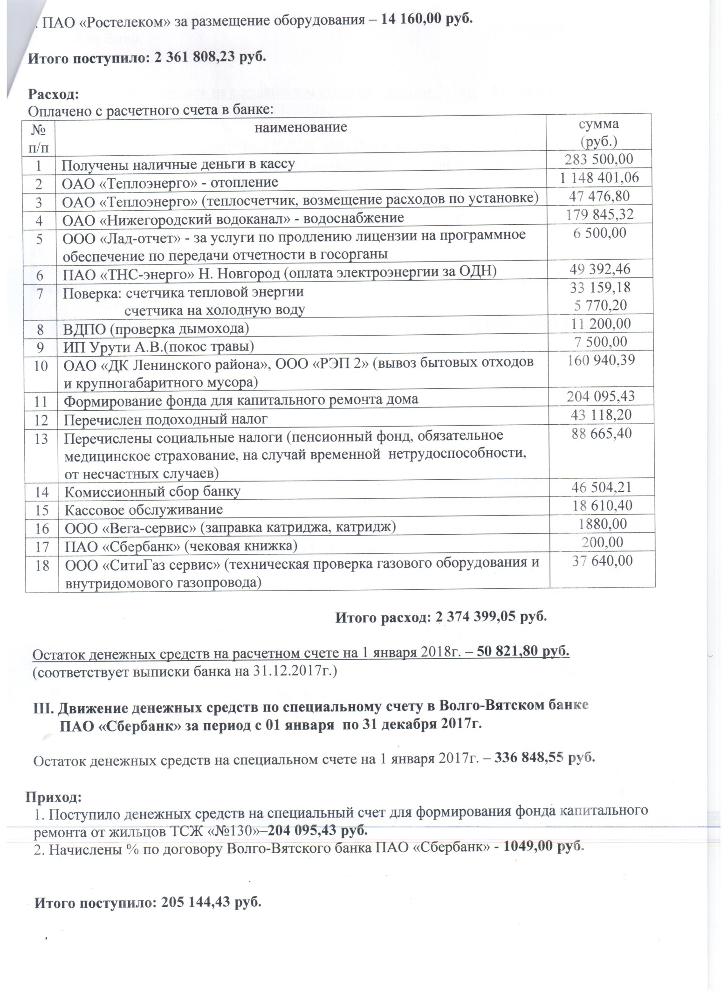 . ПАО «Ростелеком» за размещение оборудования – 14 160,00 руб.
Итого поступило: 2 361 808,23 руб.
Расход:
Оплачено с расчетного счета в банке:
№ п/п наименование сумма (руб.)
1 Получены наличные деньги в кассу 283 500,00
2 ОАО «Теплоэнерго» - отопление 1 148 401,06
3 ОАО «Теплоэнерго» (теплосчетчик, возмещение расходов по установке) 47 476,80
4 ОАО «Нижегородский водоканал» - водоснабжение 179 845,32
5 ООО «Лад-отчет» - за услуги по продлению лицензии на программное 6 500,00
обеспечение по передачи отчетности в госорганы
6 ПАО «ТНС-энерго» Н. Новгород (оплата электроэнергии за ОДН) 49 392,46
7 Поверка: счетчика тепловой энергии 33 159,18
счетчика на холодную воду 5 770,20
8 ВДПО (проверка дымохода) 11 200,00
9 ИП Урути А.В.(покос травы) 7 500,00
10 ОАО «ДК Ленинского района», ООО «РЭП 2» (вывоз бытовых отходов 160 940,39
и крупногабаритного мусора)
11 Формирование фонда для капитального ремонта дома 204 095,43
12 Перечислен подоходный налог 43 118,20
13 Перечислены социальные налоги (пенсионный фонд, обязательное 88 665,40
медицинское страхование, на случай временной нетрудоспособности,
от несчастных случаев)
14 Комиссионный сбор банку 46 504,21
15 Кассовое обслуживание 18 610,40
16 ООО «Вега-сервис» (заправка катриджа, катридж) 1880,00
17 ПАО «Сбербанк» (чековая книжка) 200,00
18 ООО «СитиГаз сервис» (техническая проверка газового оборудования и 37 640,00
внутридомового газопровода)
Итого расход: 2 374 399,05 руб.
Остаток денежных средств на расчетном счете на 1 января 2018г. – 50 821,80 руб.
(соответствует выписки банка на 31.12.2017г.)
III. Движение денежных средств по специальному счету в Волго-Вятском банке
ПАО «Сбербанк» за период с 01 января по 31 декабря 2017г.
Остаток денежных средств на специальном счете на 1 января 2017г. – 336 848,55 руб.
Приход:
1. Поступило денежных средств на специальный счет для формирования фонда капитального
ремонта от жильцов ТСЖ «№130»–204 095,43 руб.
2. Начислены % по договору Волго-Вятского банка ПАО «Сбербанк» - 1049,00 руб.
Итого поступило: 205 144,43 руб.